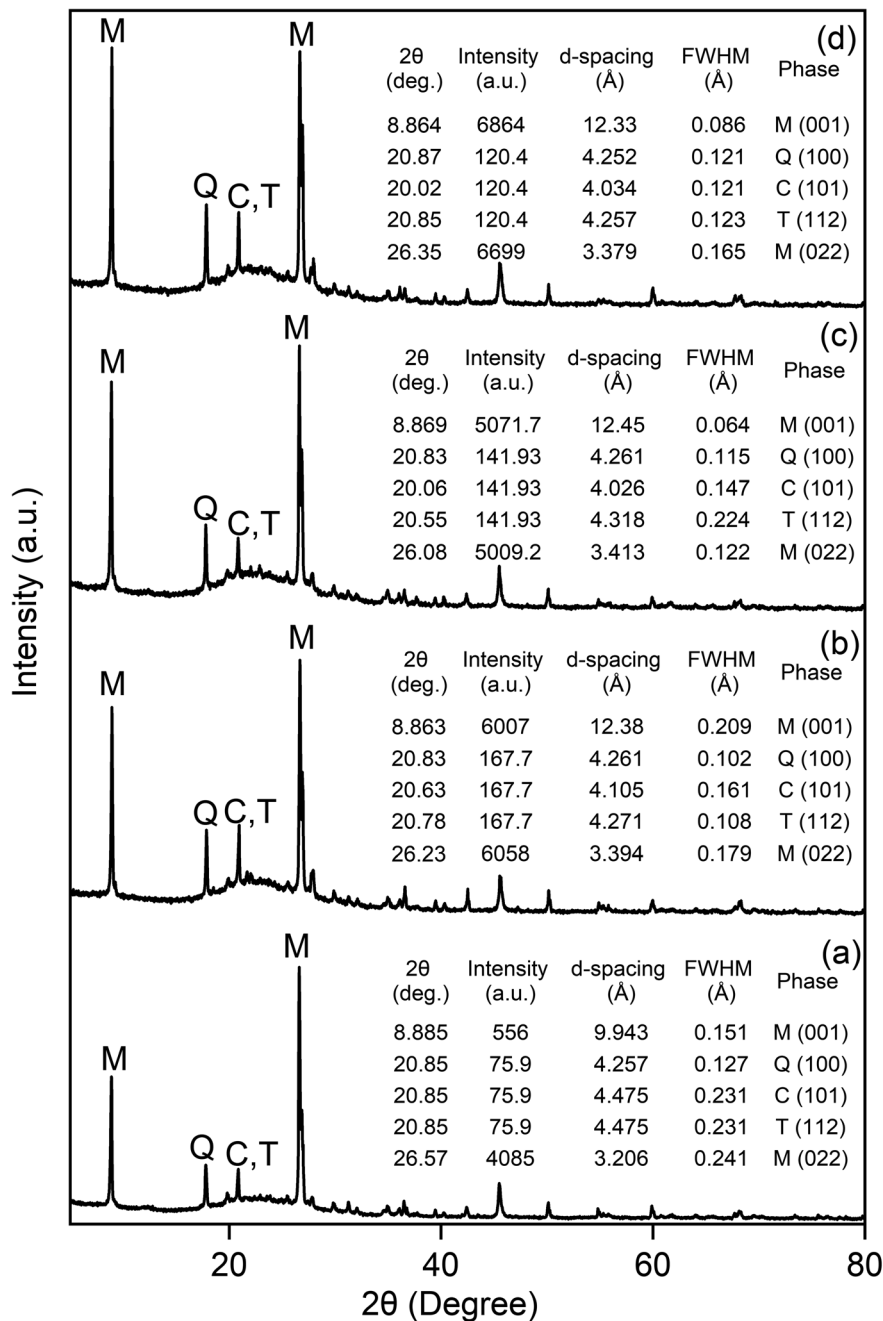 M M (d)
2θ Intensity d-spacing FWHM Phase
(deg.) (a.u.) (Å) (Å)
8.864 6864 12.33 0.086 M (001)
Q 20.87 120.4 4.252 0.121 Q (100)
C,T 20.02 120.4 4.034 0.121 C (101)
20.85 120.4 4.257 0.123 T (112)
26.35 6699 3.379 0.165 M (022)
M M (c)
2θ Intensity d-spacing FWHM Phase
(deg.) (a.u.) (Å) (Å)
8.869 5071.7 12.45 0.064 M (001)
20.83 141.93 4.261 0.115 Q (100)
Q 20.06 141.93 4.026 0.147 C (101)
C,T 20.55 141.93 4.318 0.224 T (112)
26.08 5009.2 3.413 0.122 M (022)
M M (b)
2θ Intensity d-spacing FWHM Phase
(deg.) (a.u.) (Å) (Å)
8.863 6007 12.38 0.209 M (001)
20.83 167.7 4.261 0.102 Q (100)
20.63 167.7 4.105 0.161 C (101)
Q C,T 20.78 167.7 4.271 0.108 T (112)
26.23 6058 3.394 0.179 M (022)
M M (a)
2θ Intensity d-spacing FWHM Phase
(deg.) (a.u.) (Å) (Å)
8.885 556 9.943 0.151 M (001)
20.85 75.9 4.257 0.127 Q (100)
20.85 75.9 4.475 0.231 C (101)
Q C,T 20.85 75.9 4.475 0.231 T (112)
26.57 4085 3.206 0.241 M (022)
Intensity (a.u.)
20 40 60 80
2θ (Degree)